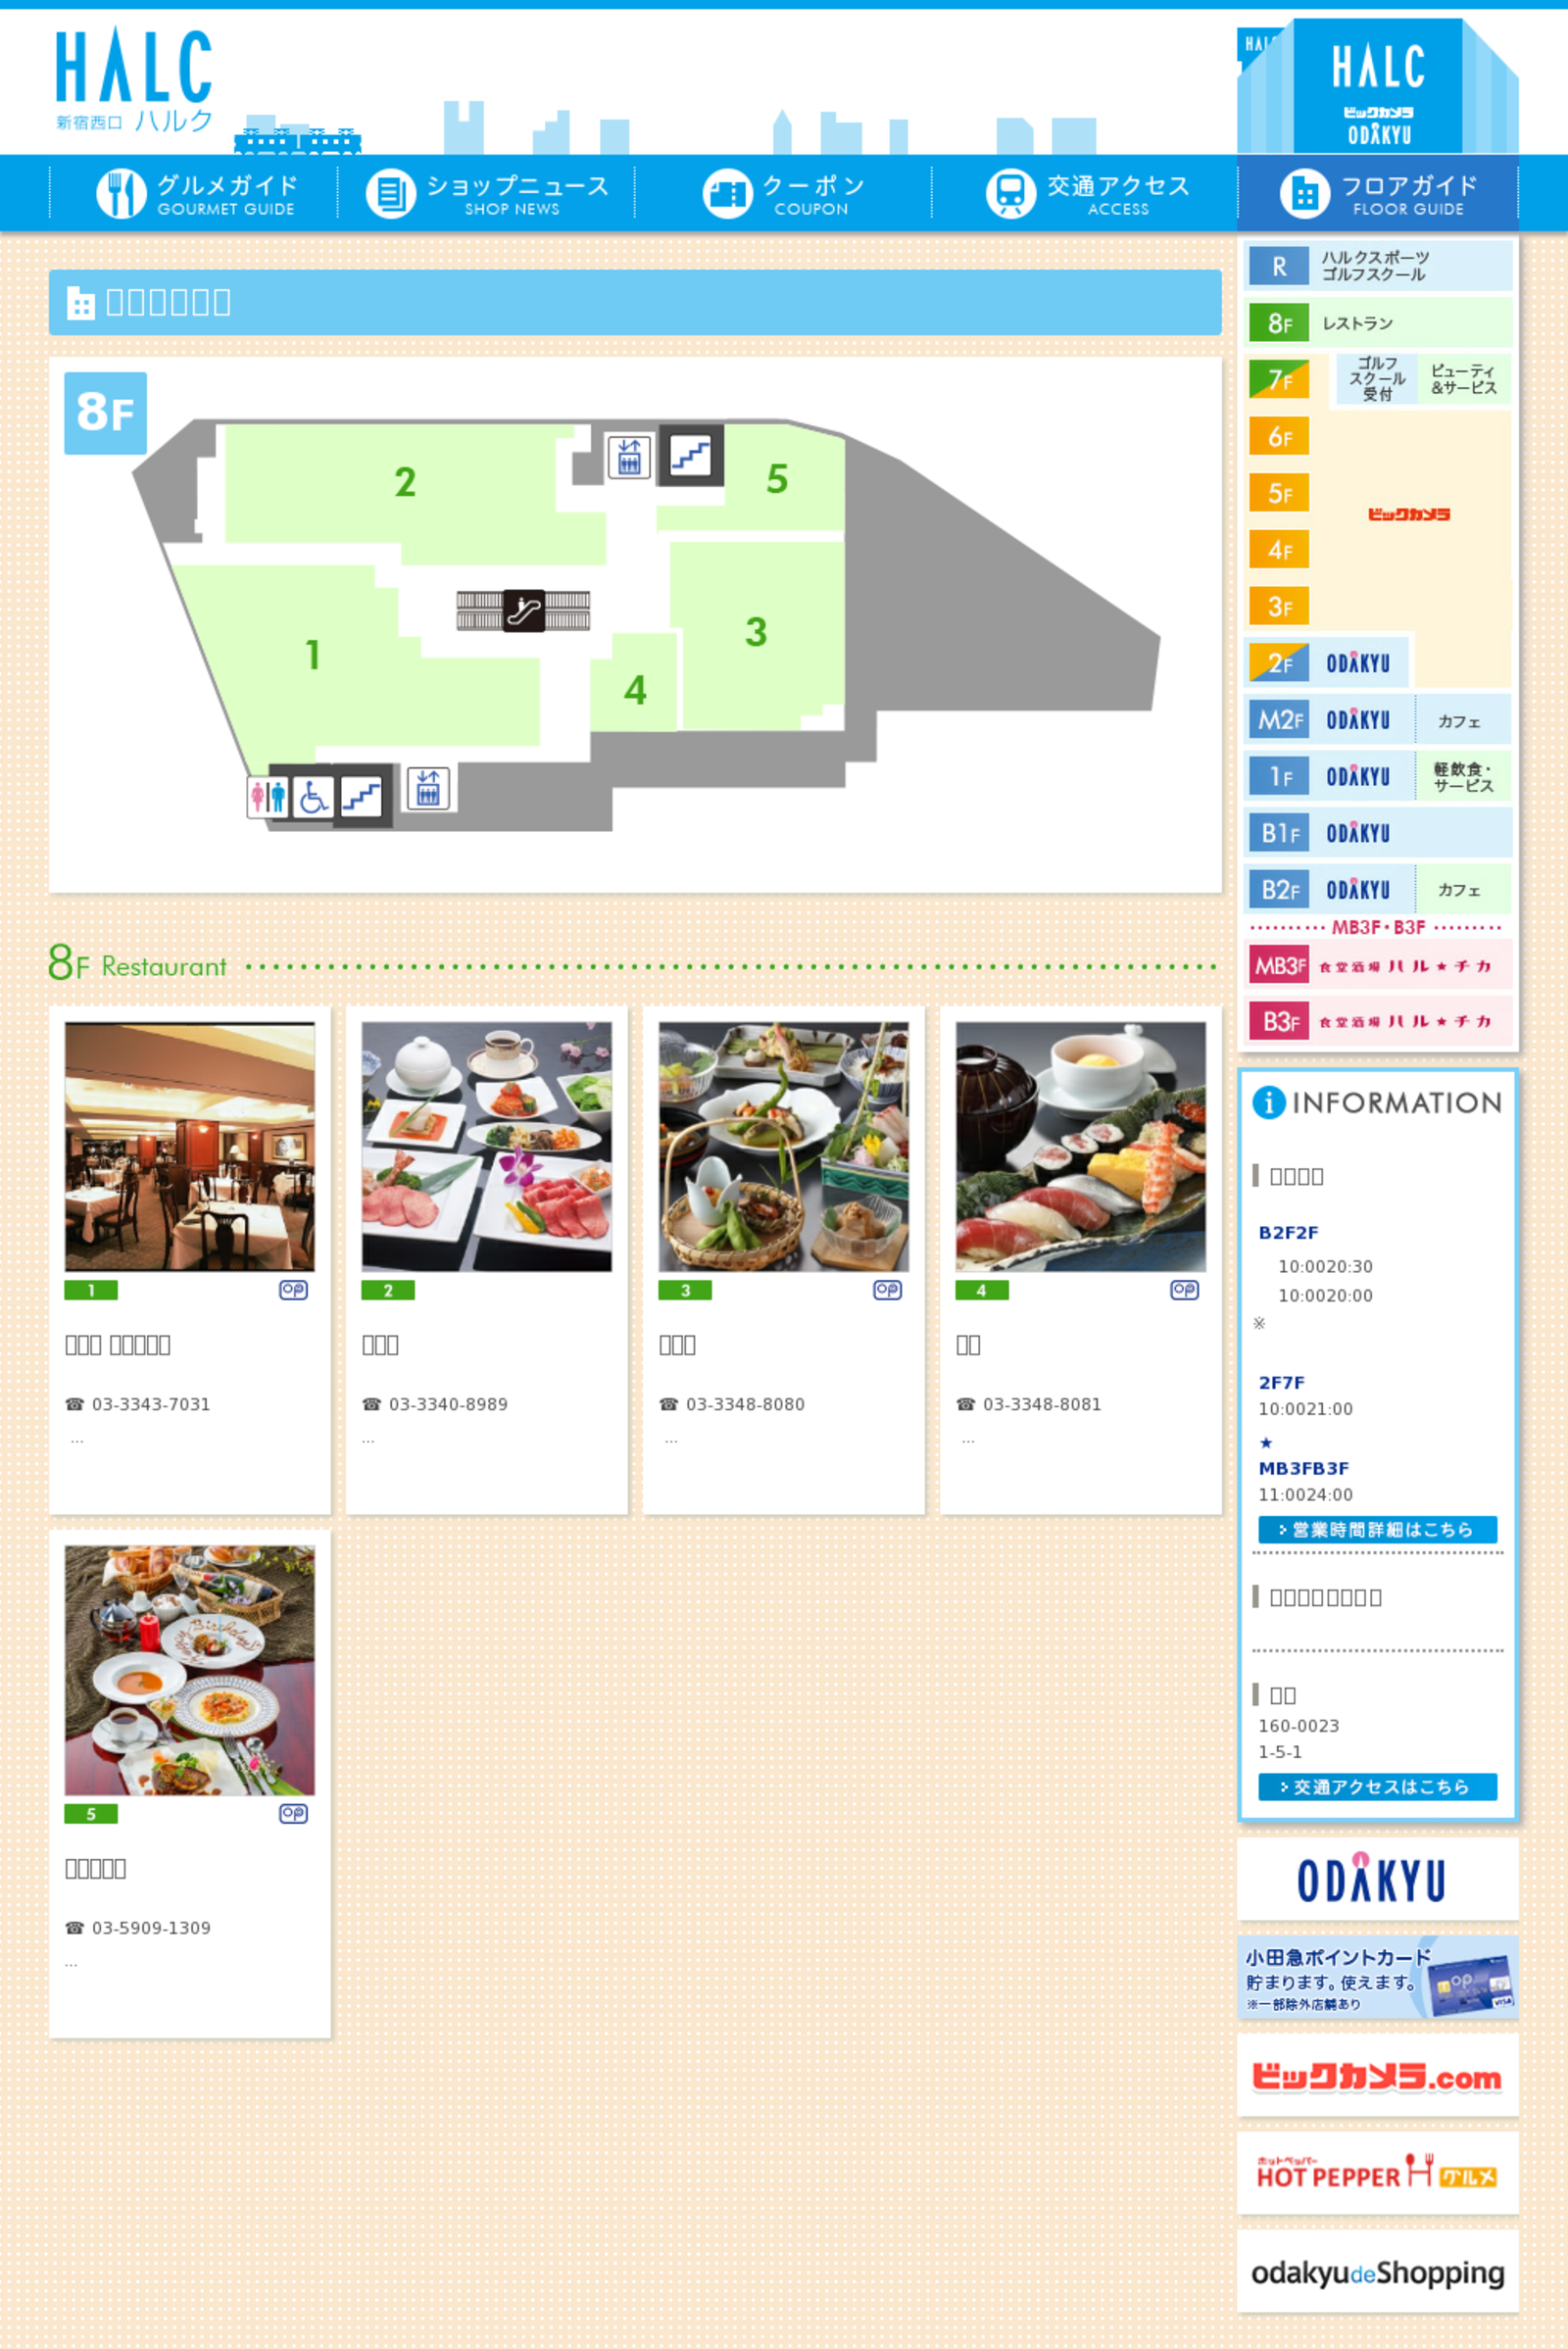 HALC
新宿西口 ハルク
HALC
HALC
ビックカメラ
ODAKYU
グルメガイド
GOURMET GUIDE
ショップニュース
SHOP NEWS
クーポン
COUPON
交通アクセス
ACCESS
フロアガイド
FLOOR GUIDE
8F
2
5
1
3
4
8F Restaurant
1
☎ 03-3343-7031
...
2
☎ 03-3340-8989
...
3
☎ 03-3348-8080
...
4
☎ 03-3348-8081
...
5
☎ 03-5909-1309
...
R ハルクスポーツ
ゴルフスクール
8F レストラン
7F ゴルフ
スクール
受付
ビューティ
&サービス
6F
5F
ビックカメラ
4F
3F
2F ODAKYU
M2F ODAKYU カフェ
1F ODAKYU 軽飲食・
サービス
B1F ODAKYU
B2F ODAKYU カフェ
MB3F・B3F
MB3F 食堂酒場 ハル★チカ
B3F 食堂酒場 ハル★チカ
i INFORMATION
B2F2F
10:0020:30
10:0020:00
※
2F7F
10:0021:00
★
MB3FB3F
11:0024:00
営業時間詳細はこちら
160-0023
1-5-1
交通アクセスはこちら
ODAKYU
小田急ポイントカード
貯まります。使えます。
※一部除外店舗あり
op
VISA
ビックカメラ.com
ホットペッパー
HOT PEPPER グルメ
odakyu de Shopping